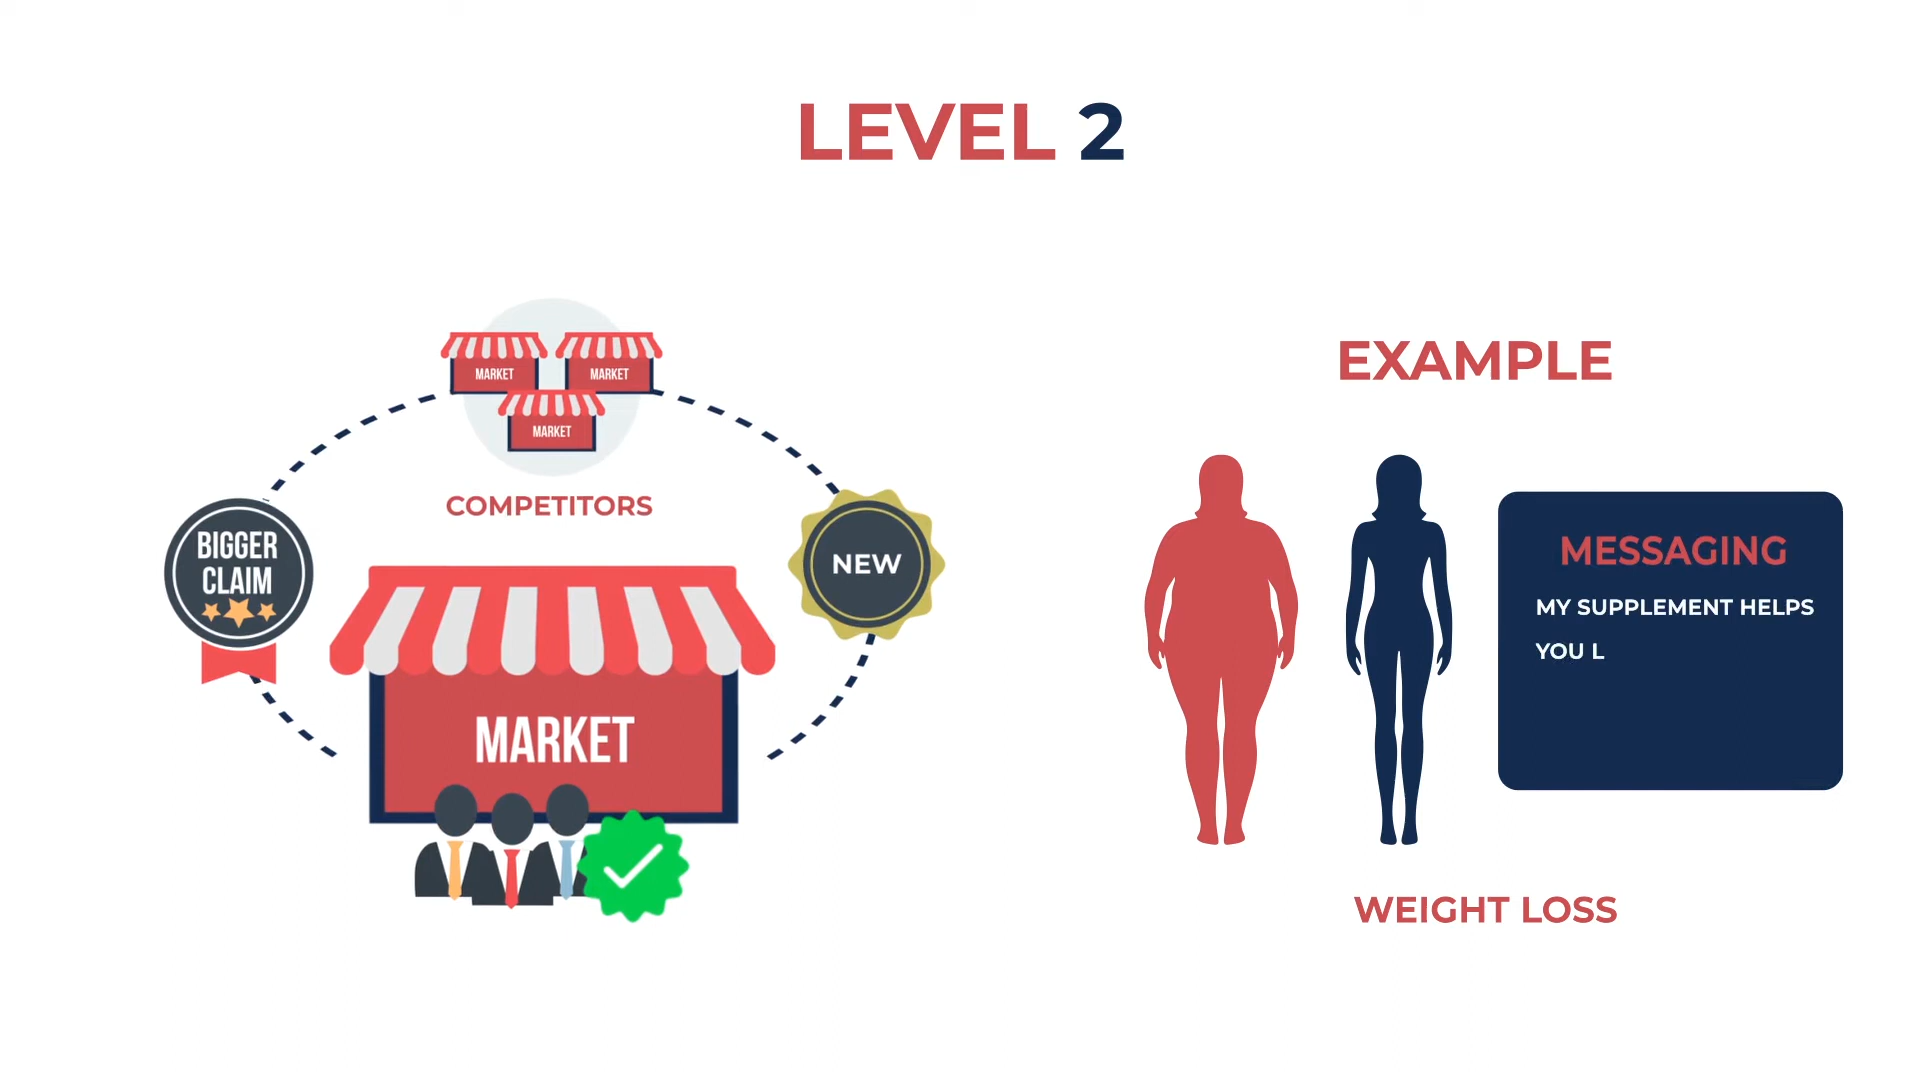 LEVEL 2
MARKET
MARKET
MARKET
COMPETITORS
BIGGER
CLAIM
NEW
MARKET
EXAMPLE
MESSAGING
MY SUPPLEMENT HELPS
YOU L
WEIGHT LOSS